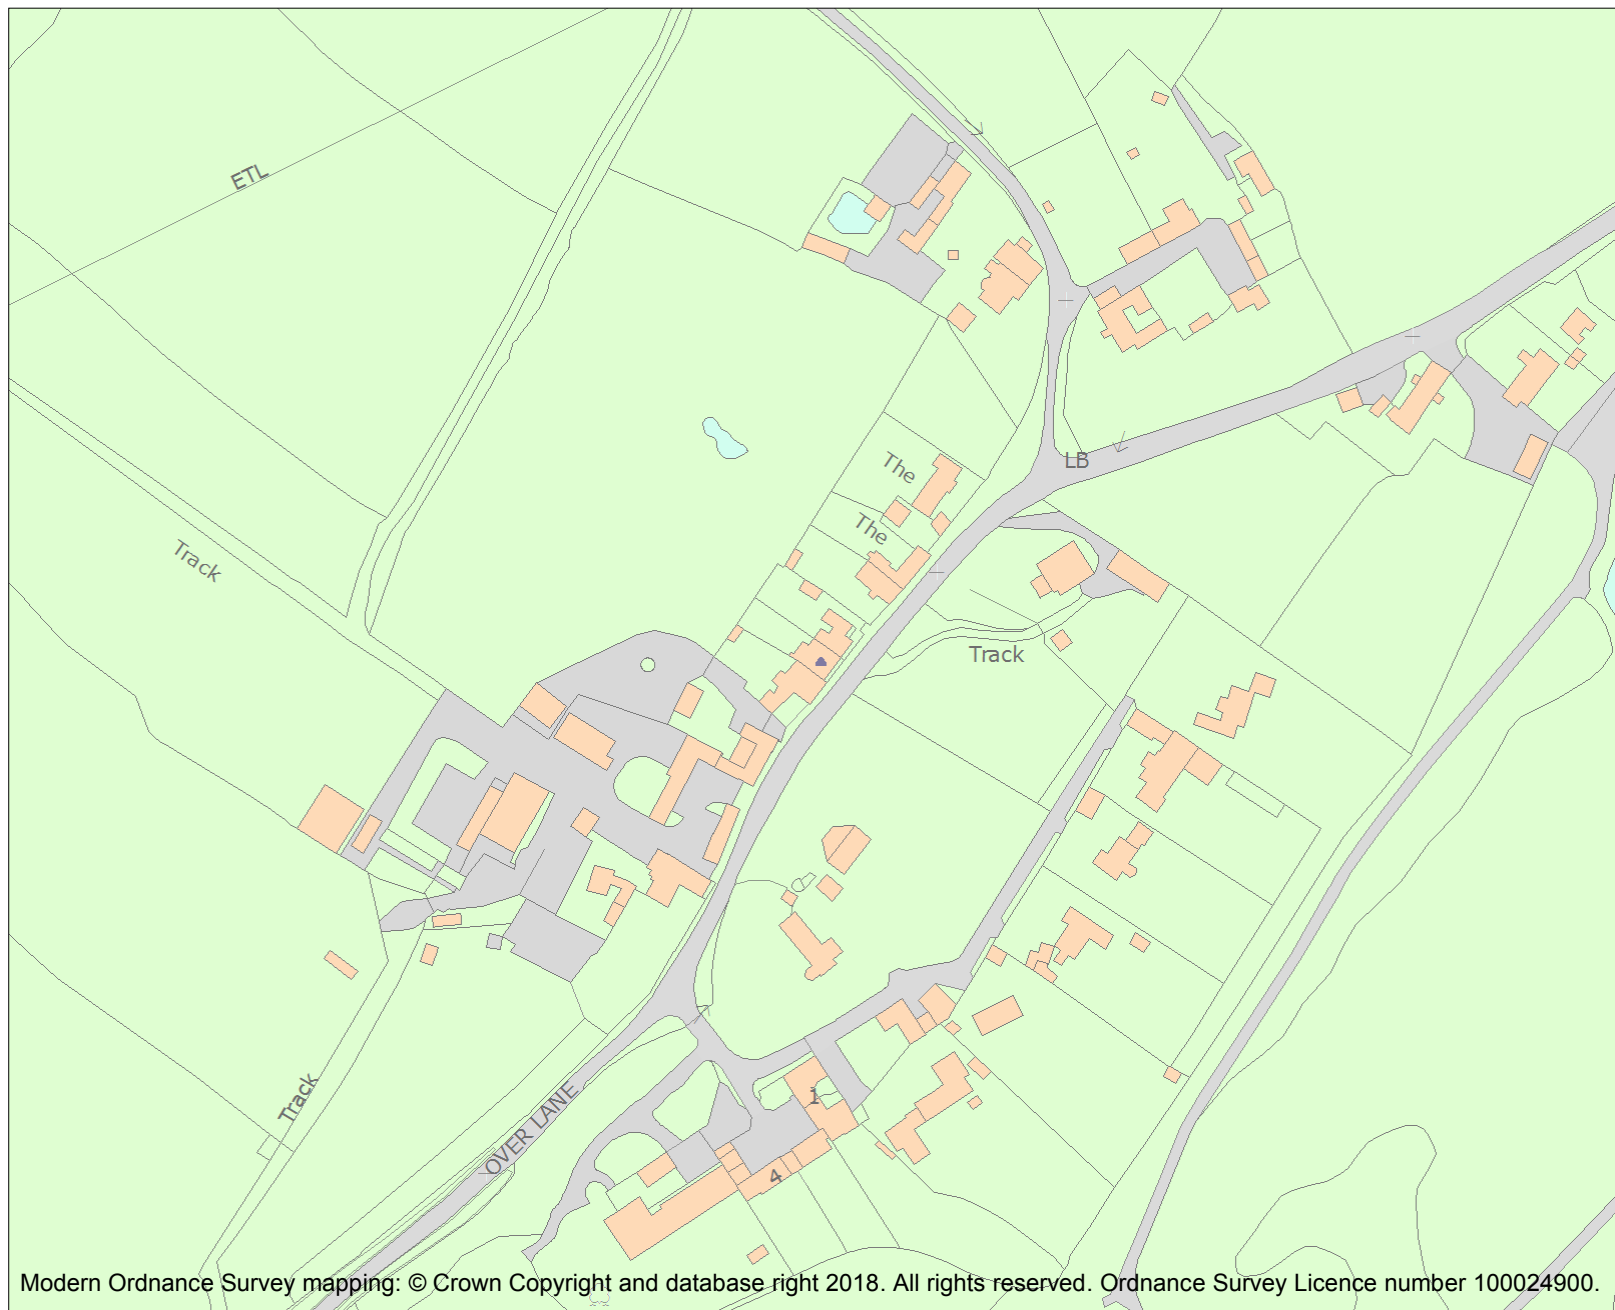 ETL
The
LB
The
Track
Track
Track
1
OVER LANE
4
Modern Ordnance Survey mapping: © Crown Copyright and database right 2018. All rights reserved. Ordnance Survey Licence number 100024900.